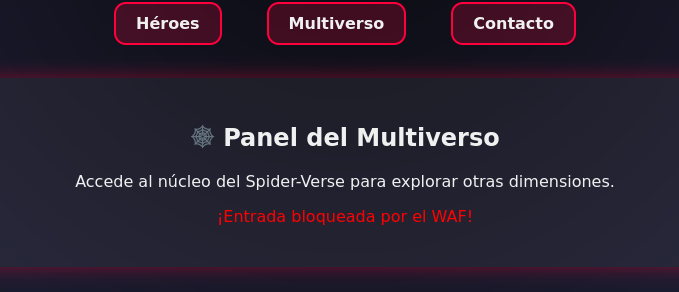 Héroes Multiverso Contacto
Panel del Multiverso
Accede al núcleo del Spider-Verse para explorar otras dimensiones.
¡Entrada bloqueada por el WAF!